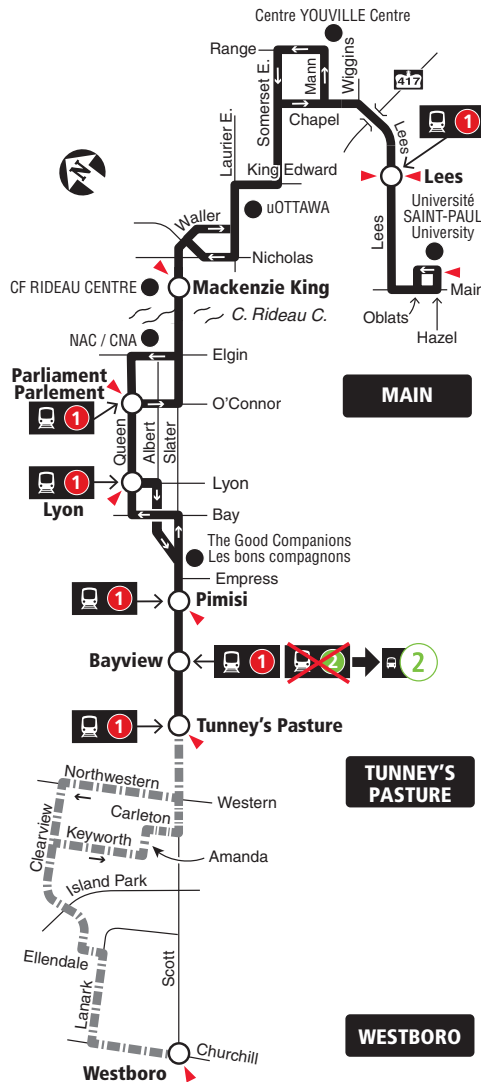 Centre YOUVILLE Centre
Range
Mann
Wiggins
417
Somerset E.
Chapel
Lees
1
Laurier E.
King Edward
Lees
N
uOTTAWA
Université
SAINT-PAUL
University
Waller
Lees
Nicholas
CF RIDEAU CENTRE
Mackenzie King
Main
Oblats
Hazel
C. Rideau C.
NAC / CNA
Elgin
Parliament
Parlement
1
O'Connor
MAIN
Queen
Albert
Slater
1
Lyon
Lyon
Bay
The Good Companions
Les bons compagnons
Empress
1
Pimisi
Bayview
1
2
2
1
Tunney's Pasture
Northwestern
Western
TUNNEY'S
PASTURE
Carleton
Clearview
Keyworth
Amanda
Island Park
Ellendale
Scott
Lanark
WESTBORO
Churchill
Westboro